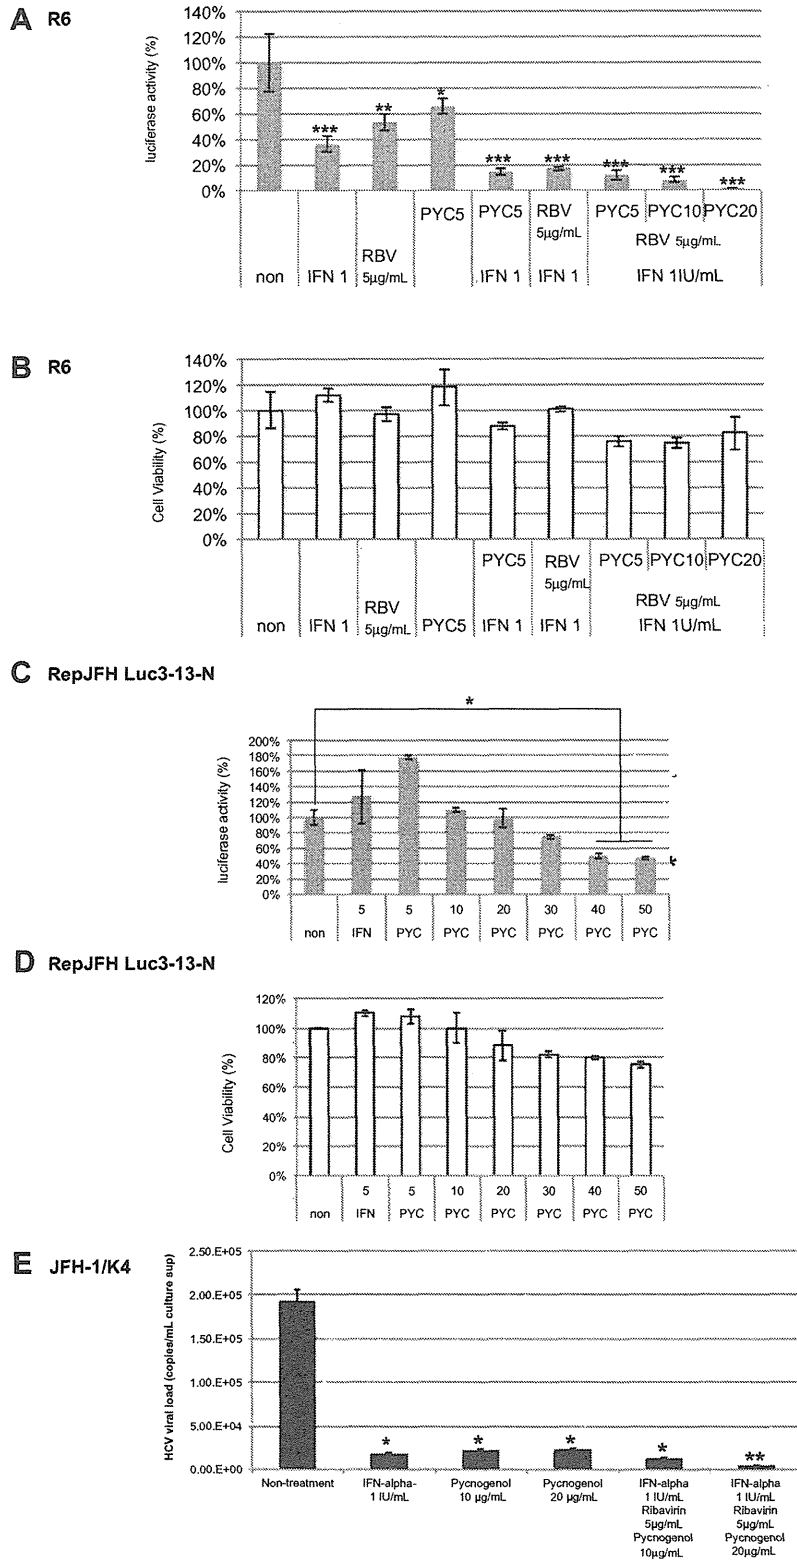 A R6
luciferase activity (%)
140%
120%
100%
80%
60%
40%
20%
0%
*** ** * *** *** *** *** ***
PYC5 PYC5 RBV PYC5 PYC10 PYC20
5µg/mL
RBV 5µg/mL
RBV
non IFN 1 5µg/mL IFN 1 IFN 1 IFN 1IU/mL
B R6
Cell Viability (%)
140%
120%
100%
80%
60%
40%
20%
0%
PYC5 RBV PYC5 PYC10 PYC20
5µg/mL
RBV RBV 5µg/mL
non IFN 1 5µg/mL PYC5 IFN 1 IFN 1 IFN 1U/mL
C RepJFH Luc3-13-N
*
luciferase activity (%)
200%
180%
160%
140%
120%
100%
80%
60%
40%
20%
0%
5 5 10 20 30 40 50
non IFN PYC PYC PYC PYC PYC PYC
D RepJFH Luc3-13-N
Cell Viability (%)
120%
100%
80%
60%
40%
20%
0%
5 5 10 20 30 40 50
non IFN PYC PYC PYC PYC PYC PYC
E JFH-1/K4
HCV viral load (copies/mL culture sup)
2.50.E+05
2.00.E+05
1.50.E+05
1.00.E+05
5.00.E+04
0.00.E+00
* * * * **
Non-treatment IFN-alpha- Pycnogenol Pycnogenol IFN-alpha IFN-alpha
1 IU/mL 10 µg/mL 20 µg/mL 1 IU/mL 1 IU/mL
Ribavirin Ribavirin
5µg/mL 5µg/mL
Pycnogenol Pycnogenol
10µg/mL 20µg/mL